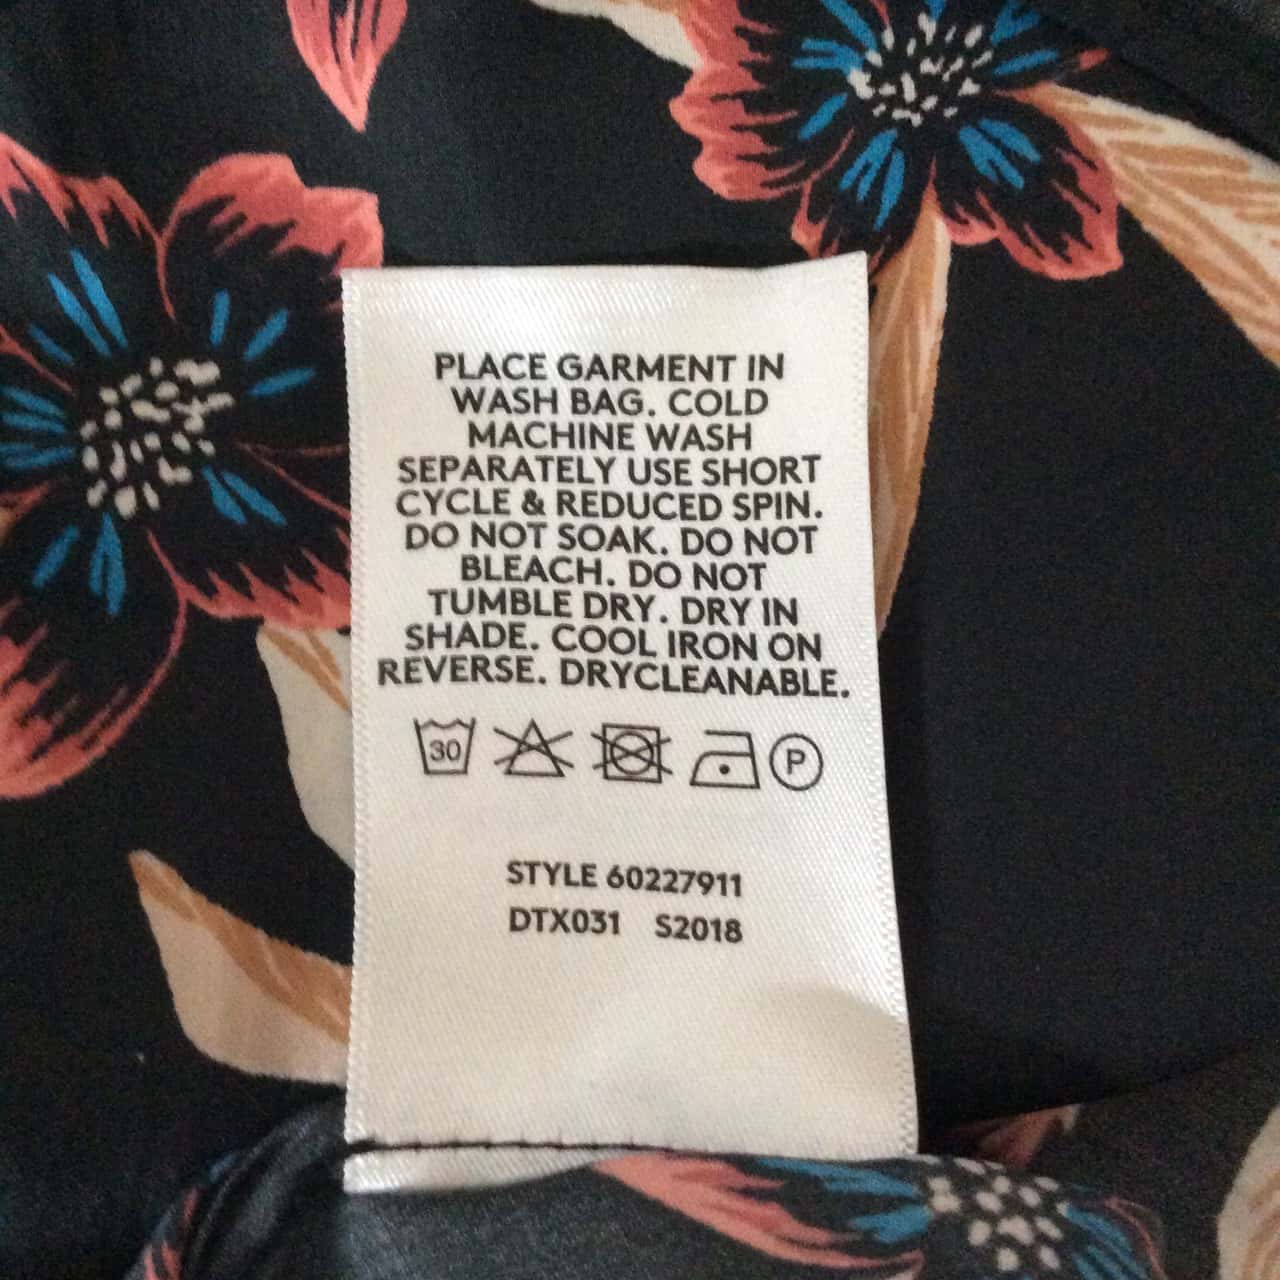 PLACE GARMENT IN
WASH BAG. COLD
MACHINE WASH
SEPARATELY USE SHORT
CYCLE & REDUCED SPIN.
DO NOT SOAK. DO NOT
BLEACH. DO NOT
TUMBLE DRY. DRY IN
SHADE. COOL IRON ON
REVERSE. DRYCLEANABLE.
30 P
STYLE 60227911
DTX031 S2018